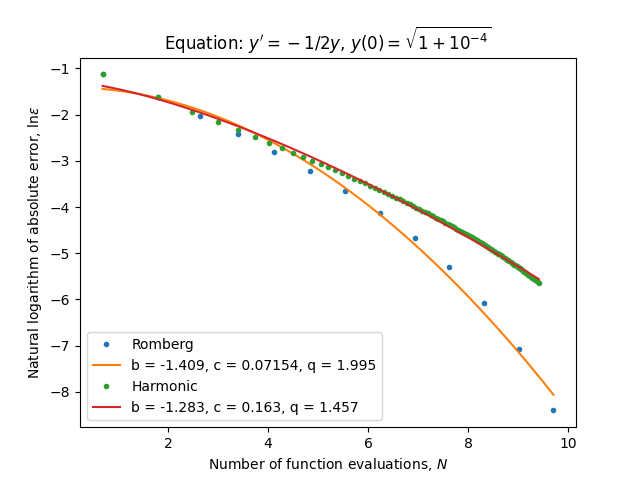 Equation: y′ = −1/2y, y(0) = √1 + 10⁻⁴
Natural logarithm of absolute error, lnε
−1
−2
−3
−4
−5
−6
−7
−8
Romberg
b = -1.409, c = 0.07154, q = 1.995
Harmonic
b = -1.283, c = 0.163, q = 1.457
2 4 6 8 10
Number of function evaluations, N